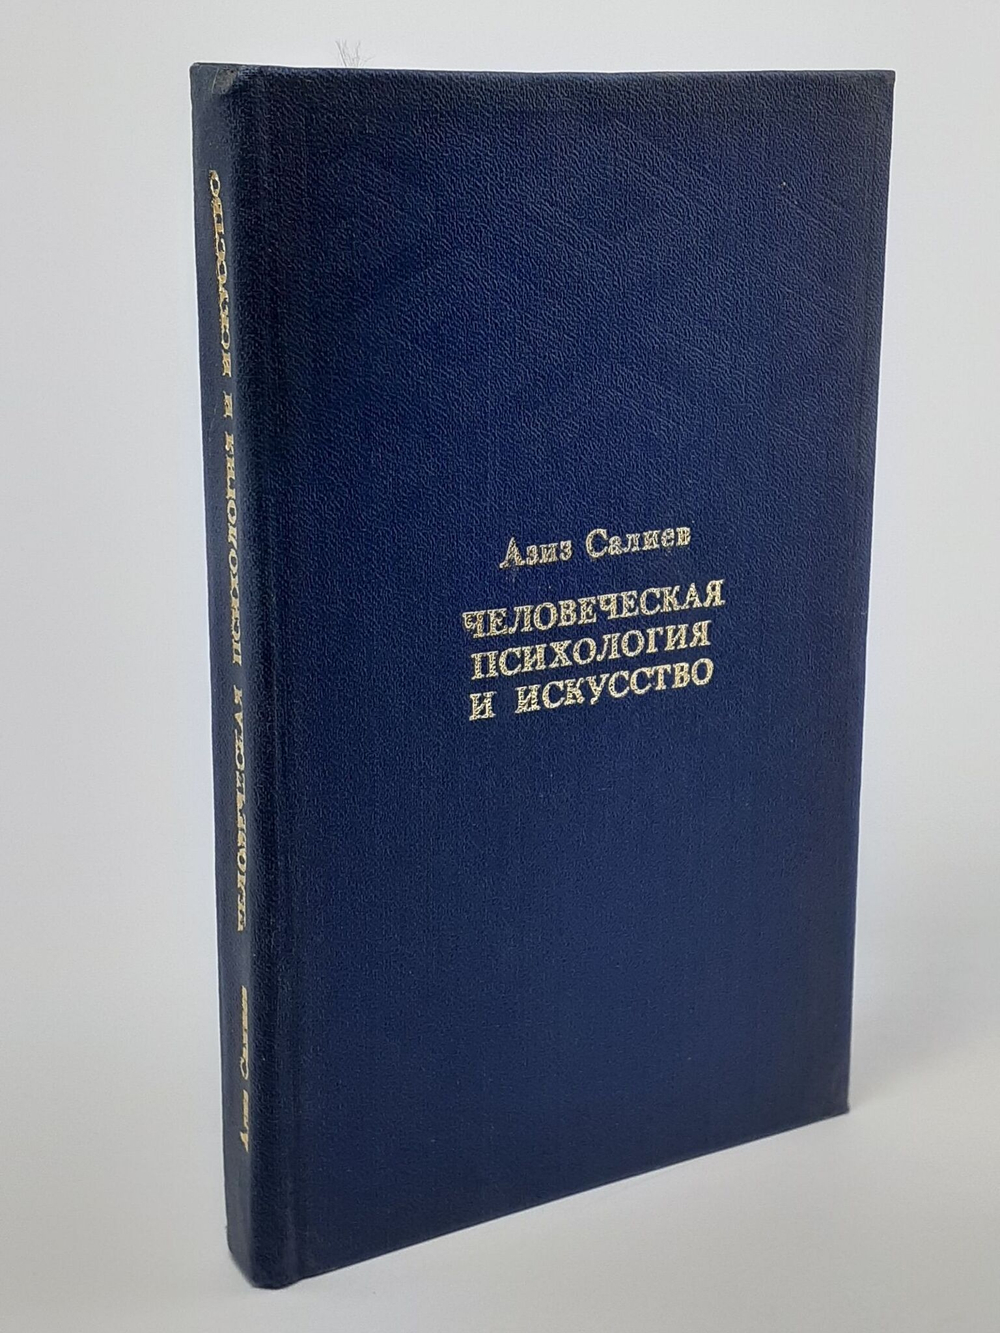 Азиз Салиев
ЧЕЛОВЕЧЕСКАЯ
ПСИХОЛОГИЯ
И ИСКУССТВО
Азиз Салиев ЧЕЛОВЕЧЕСКАЯ ПСИХОЛОГИЯ И ИСКУССТВО